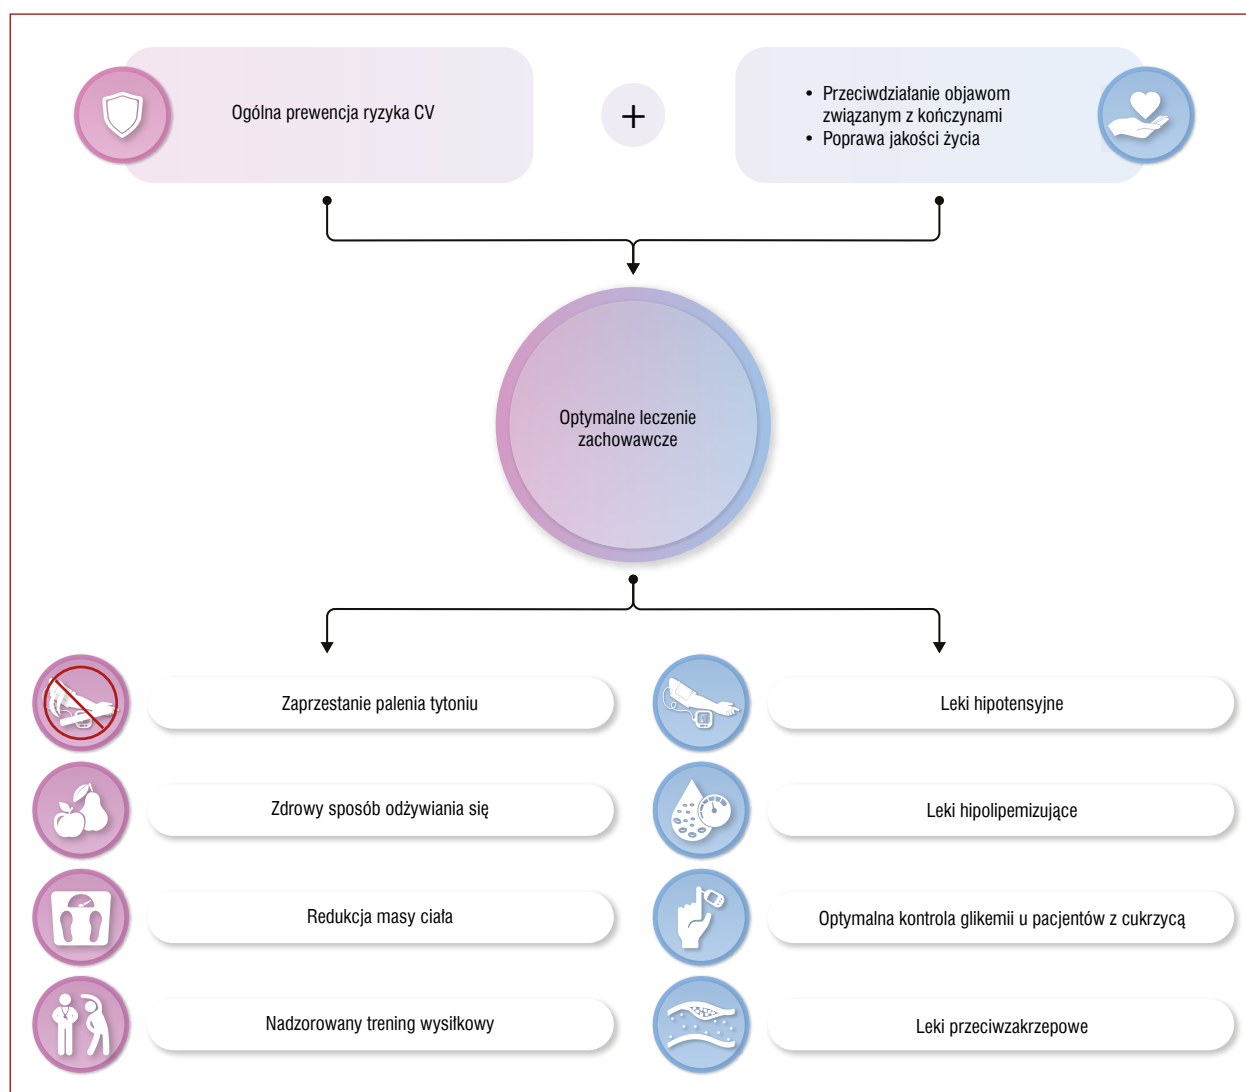 Ogólna prewencja ryzyka CV
+
• Przeciwdziałanie objawom
związanym z kończynami
• Poprawa jakości życia
Optymalne leczenie
zachowawcze
Zaprzestanie palenia tytoniu
Leki hipotensyjne
Zdrowy sposób odżywiania się
Leki hipolipemizujące
Redukcja masy ciała
Optymalna kontrola glikemii u pacjentów z cukrzycą
Nadzorowany trening wysiłkowy
Leki przeciwzakrzepowe